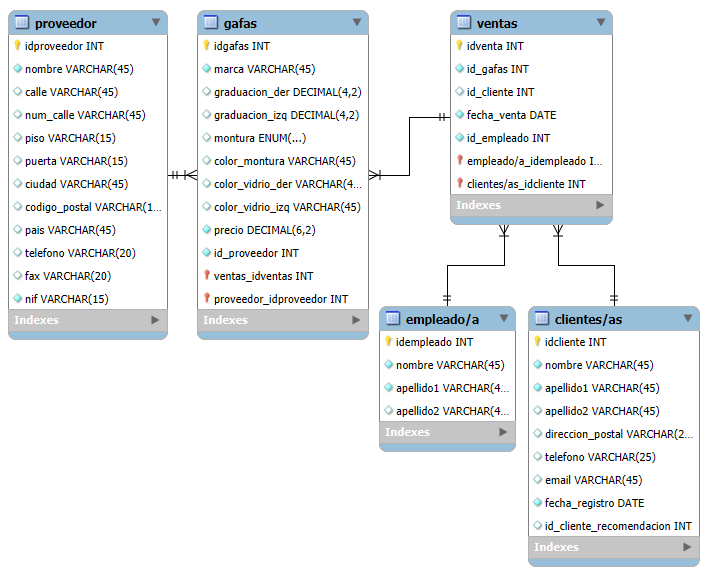 proveedor
idproveedor INT
nombre VARCHAR(45)
calle VARCHAR(45)
num_calle VARCHAR(45)
piso VARCHAR(15)
puerta VARCHAR(15)
ciudad VARCHAR(45)
codigo_postal VARCHAR(1...
pais VARCHAR(45)
telefono VARCHAR(20)
fax VARCHAR(20)
nif VARCHAR(15)
Indexes
gafas
idgafas INT
marca VARCHAR(45)
graduacion_der DECIMAL(4,2)
graduacion_izq DECIMAL(4,2)
montura ENUM(...)
color_montura VARCHAR(45)
color_vidrio_der VARCHAR(4...
color_vidrio_izq VARCHAR(45)
precio DECIMAL(6,2)
id_proveedor INT
ventas_idventas INT
proveedor_idproveedor INT
Indexes
ventas
idventa INT
id_gafas INT
id_cliente INT
fecha_venta DATE
id_empleado INT
empleado/a_idempleado I...
clientes/as_idcliente INT
Indexes
empleado/a
idempleado INT
nombre VARCHAR(45)
apellido1 VARCHAR(4...
apellido2 VARCHAR(4...
Indexes
clientes/as
idcliente INT
nombre VARCHAR(45)
apellido1 VARCHAR(45)
apellido2 VARCHAR(45)
direccion_postal VARCHAR(2...
telefono VARCHAR(25)
email VARCHAR(45)
fecha_registro DATE
id_cliente_recomendacion INT
Indexes